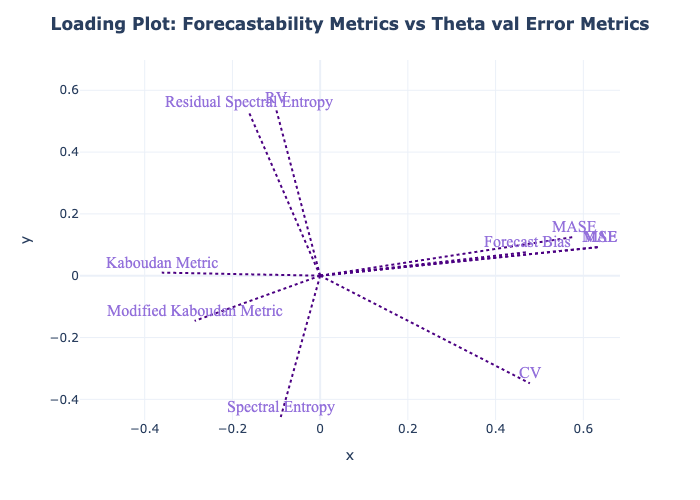 Loading Plot: Forecastability Metrics vs Theta val Error Metrics
0.6
RV
Residual Spectral Entropy
0.4
0.2
MASE
Forecast Bias
Kaboudan Metric
0
Modified Kaboudan Metric
−0.2
CV
Spectral Entropy
−0.4
y
−0.4
−0.2
0
0.2
0.4
0.6
x